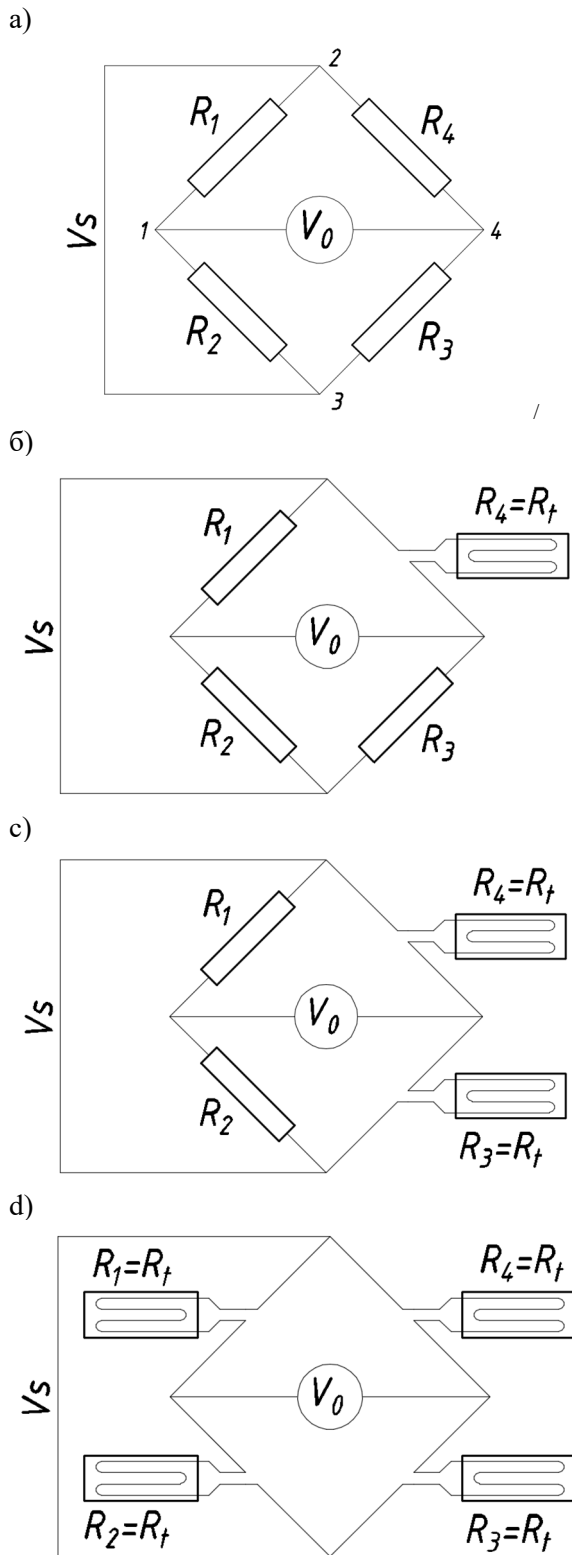 а)
2
R₁
R₄
Vs
1
V₀
4
R₂
R₃
3
/
б)
R₄=Rₜ
R₁
Vs
V₀
R₂
R₃
с)
R₄=Rₜ
R₁
Vs
V₀
R₂
R₃=Rₜ
d)
R₁=Rₜ
R₄=Rₜ
Vs
V₀
R₂=Rₜ
R₃=Rₜ